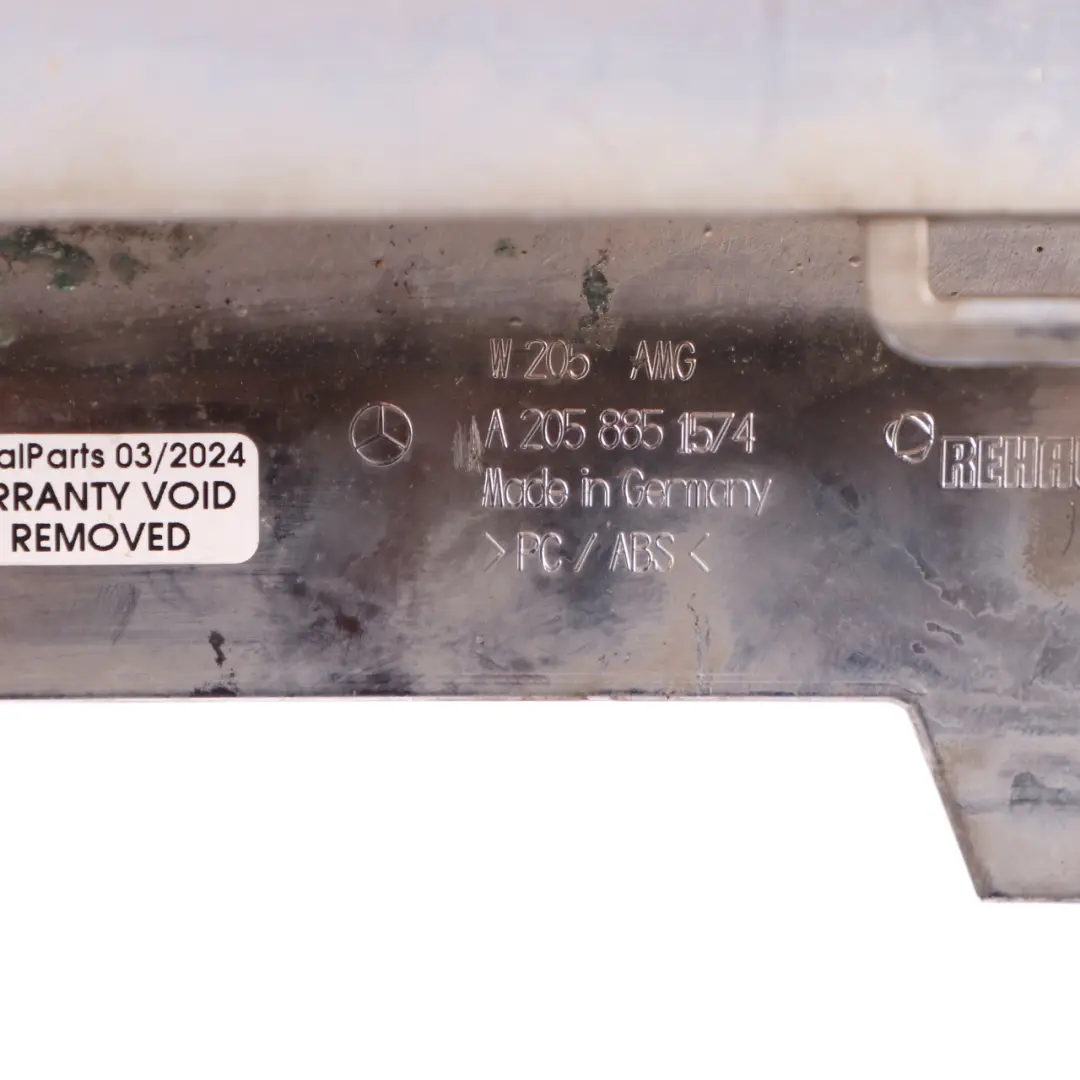 W 205 AMG
A 205 885 1574
Made in Germany
>PC / ABS<
REHAU
alParts 03/2024
RRANTY VOID
REMOVED